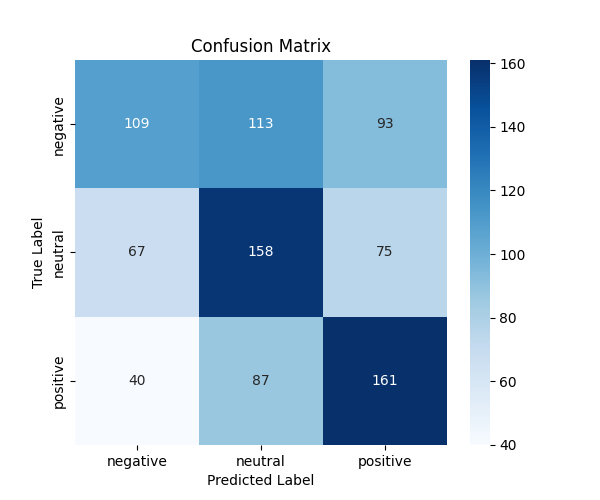 Confusion Matrix
True Label
negative
109 113 93
neutral
67 158 75
positive
40 87 161
negative neutral positive
Predicted Label
160
140
120
100
80
60
40